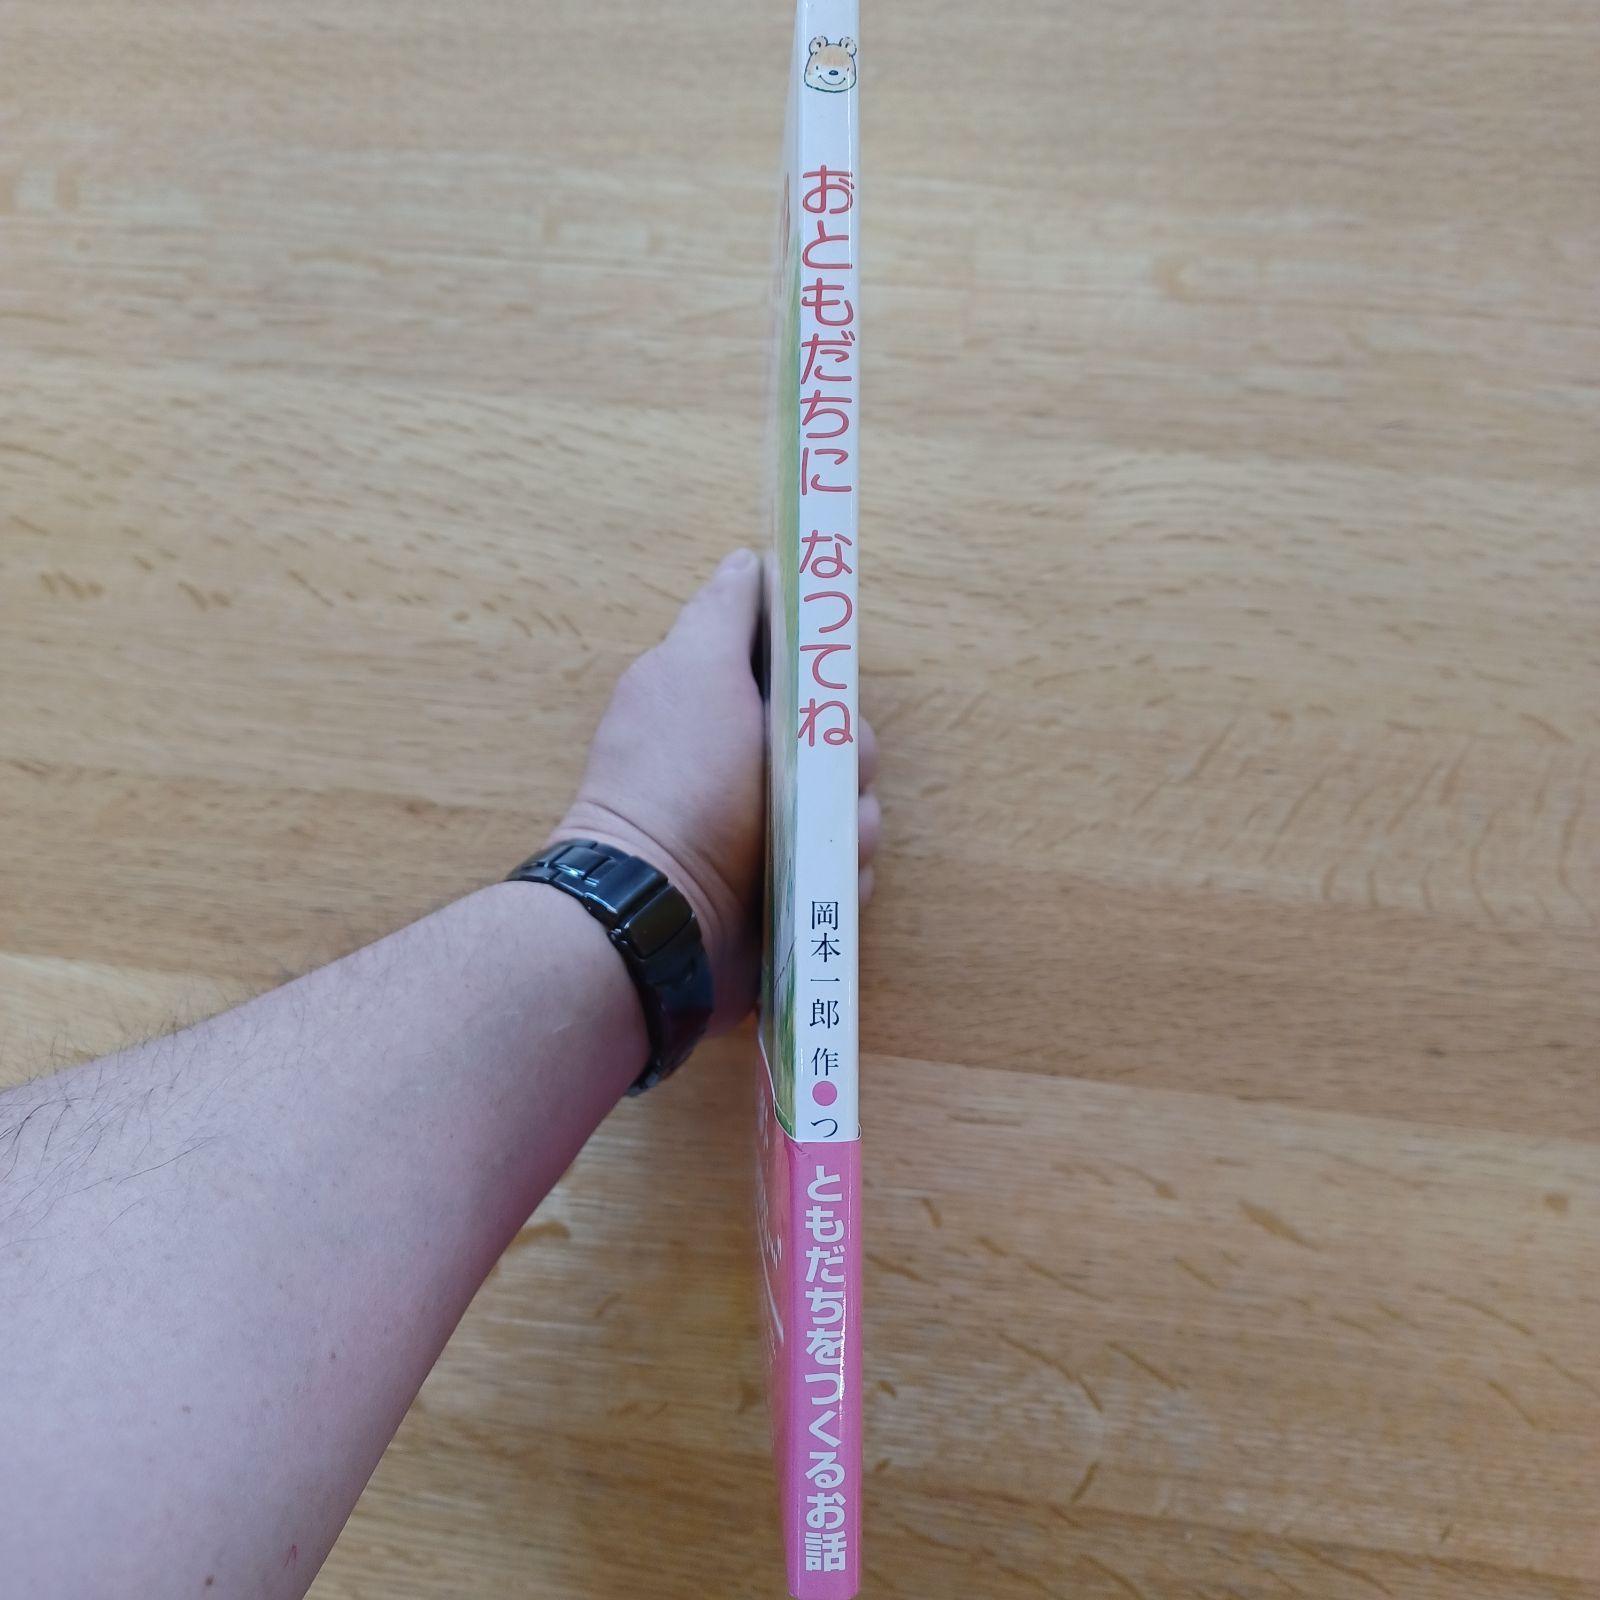 おともだちに なってね
岡本一郎 作●つ
ともだちをつくるお話